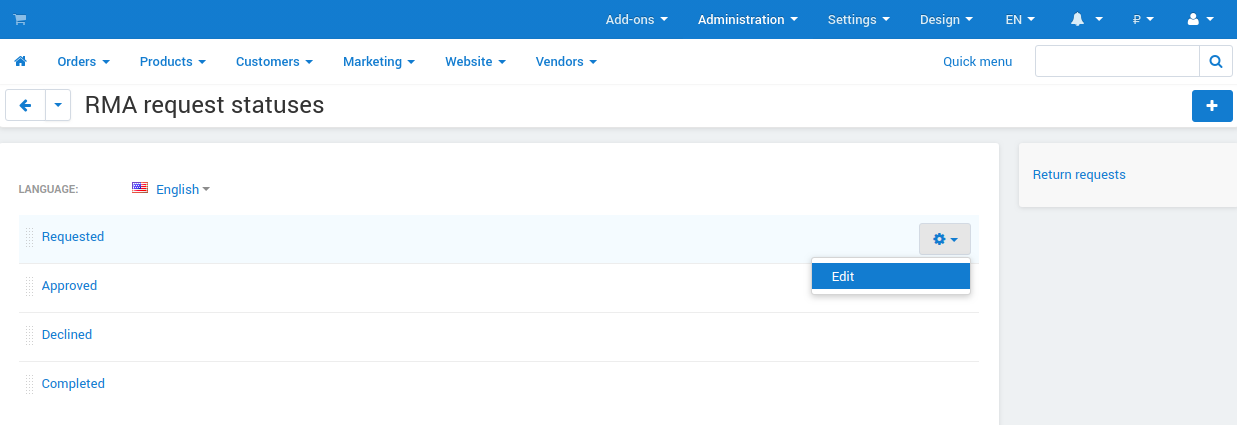 Add-ons Administration Settings Design EN ₽
Orders Products Customers Marketing Website Vendors Quick menu
RMA request statuses
Return requests
LANGUAGE: English
Requested
Edit
Approved
Declined
Completed